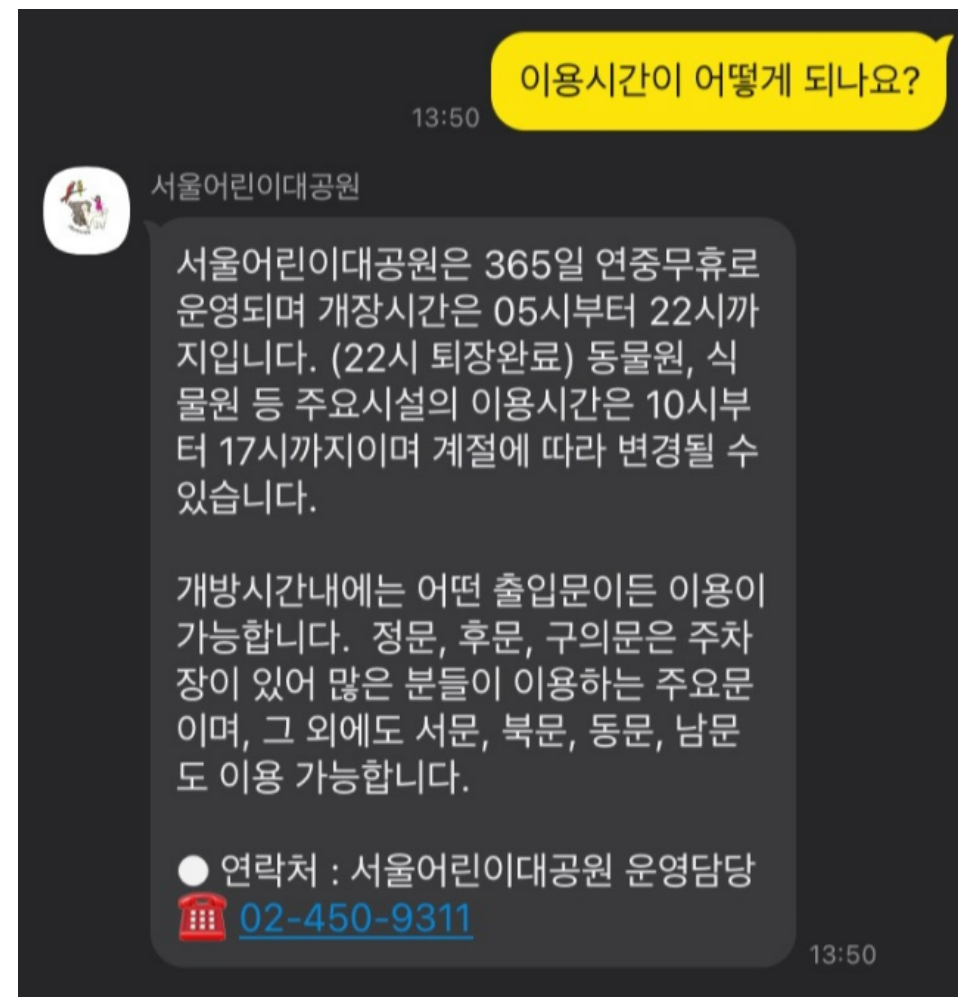 이용시간이 어떻게 되나요?
13:50
서울어린이대공원
서울어린이대공원은 365일 연중무휴로
운영되며 개장시간은 05시부터 22시까
지입니다. (22시 퇴장완료) 동물원, 식
물원 등 주요시설의 이용시간은 10시부
터 17시까지이며 계절에 따라 변경될 수
있습니다.
개방시간내에는 어떤 출입문이든 이용이
가능합니다.  정문, 후문, 구의문은 주차
장이 있어 많은 분들이 이용하는 주요문
이며, 그 외에도 서문, 북문, 동문, 남문
도 이용 가능합니다.
● 연락처 : 서울어린이대공원 운영담당
☎️ 02-450-9311
13:50